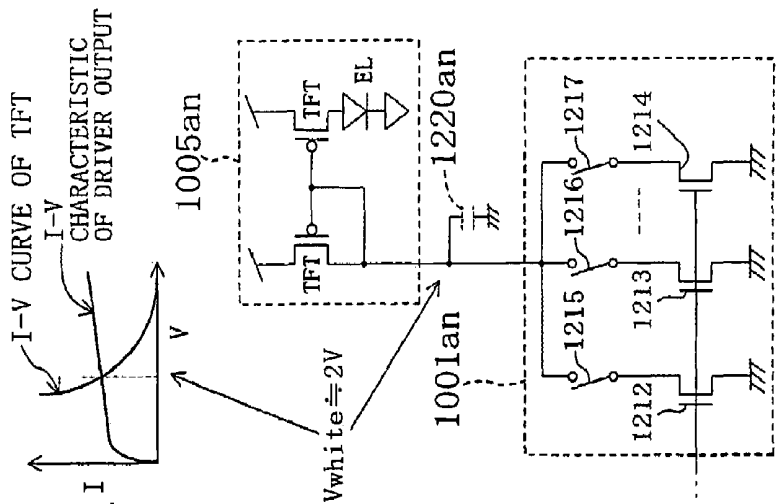 I-V CURVE OF TFT
I-V
CHARACTERISTIC
OF DRIVER OUTPUT
I
V
Vwhite≒2V
1005an
TFT
TFT
EL
1220an
1001an
1215
1216
1217
1212
1213
1214